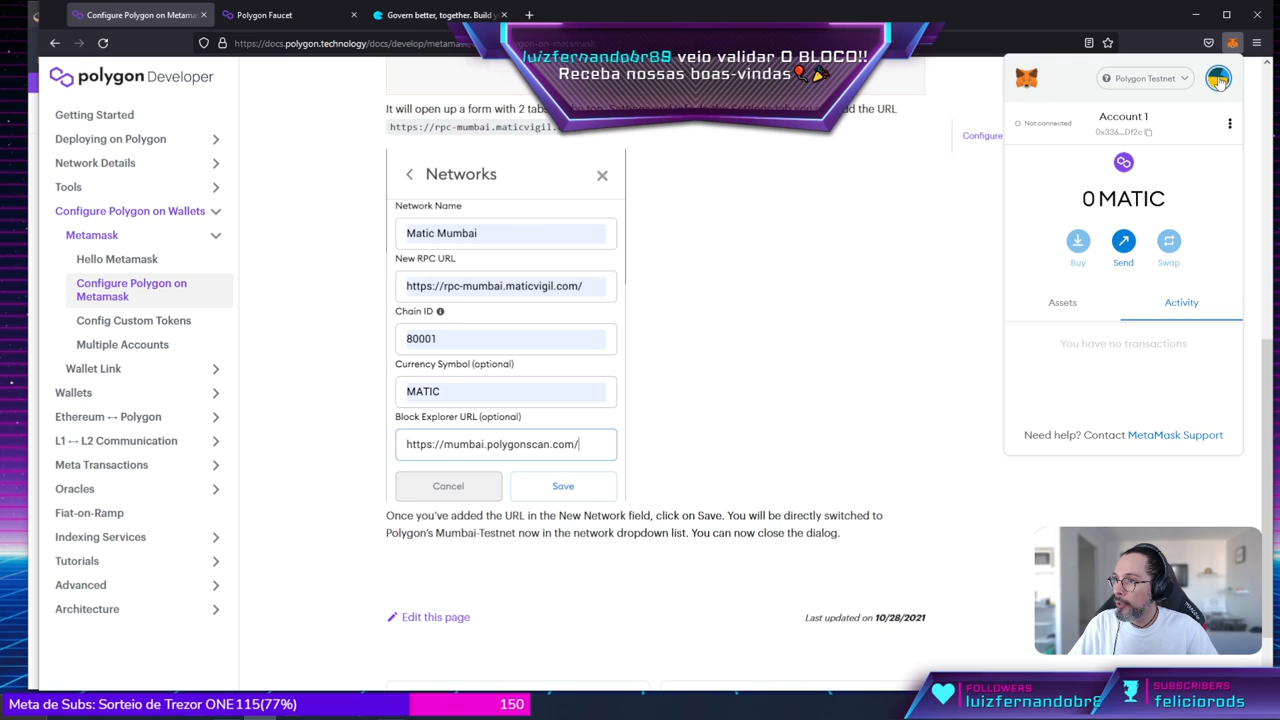 Configure Polygon on Metama
Polygon Faucet
Govern better, together. Build y
https://docs.polygon.technology/docs/develop/metamask
luizfernandobr89 veio validar O BLOCO!!
Receba nossas boas-vindas
polygon Developer
Getting Started
Deploying on Polygon
Network Details
Tools
Configure Polygon on Wallets
Metamask
Hello Metamask
Configure Polygon on
Metamask
Config Custom Tokens
Multiple Accounts
Wallet Link
Wallets
Ethereum ↔ Polygon
L1 ↔ L2 Communication
Meta Transactions
Oracles
Fiat-on-Ramp
Indexing Services
Tutorials
Advanced
Architecture
It will open up a form with 2 tabs
the URL
https://rpc-mumbai.maticvigil.
Configure
Networks
Network Name
Matic Mumbai
New RPC URL
https://rpc-mumbai.maticvigil.com/
Chain ID
80001
Currency Symbol (optional)
MATIC
Block Explorer URL (optional)
https://mumbai.polygonscan.com/
Cancel
Save
Once you've added the URL in the New Network field, click on Save. You will be directly switched to
Polygon's Mumbai-Testnet now in the network dropdown list. You can now close the dialog.
Edit this page
Last updated on 10/28/2021
Polygon Testnet
Not connected
Account 1
0x336...Df2c
0 MATIC
Buy
Send
Swap
Assets
Activity
You have no transactions
Need help? Contact MetaMask Support
Meta de Subs: Sorteio de Trezor ONE 115(77%)
150
FOLLOWERS
luizfernandobr8
SUBSCRIBERS
feliciorods